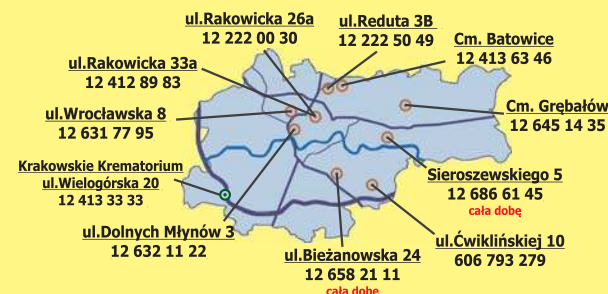 ul.Rakowicka 26a
12 222 00 30
ul.Reduta 3B
12 222 50 49
Cm. Batowice
12 413 63 46
ul.Rakowicka 33a
12 412 89 83
Cm. Grębałów
12 645 14 35
ul.Wrocławska 8
12 631 77 95
Krakowskie Krematorium
ul.Wielogórska 20
12 413 33 33
Sieroszewskiego 5
12 686 61 45
cała dobę
ul.Dolnych Młynów 3
12 632 11 22
ul.Bieżanowska 24
12 658 21 11
cała dobę
ul.Ćwiklińskiej 10
606 793 279